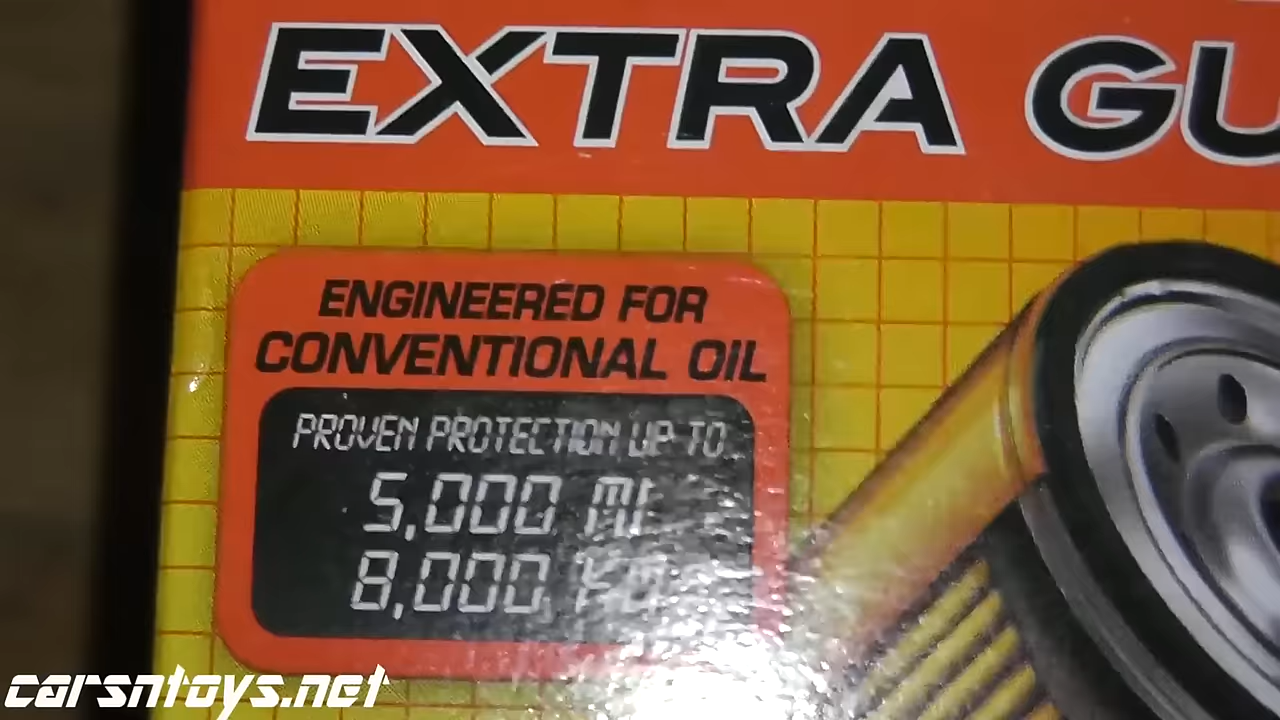 EXTRA GU
ENGINEERED FOR
CONVENTIONAL OIL
PROVEN PROTECTION UP TO
5,000 MI
8,000 KM
carsntoys.net